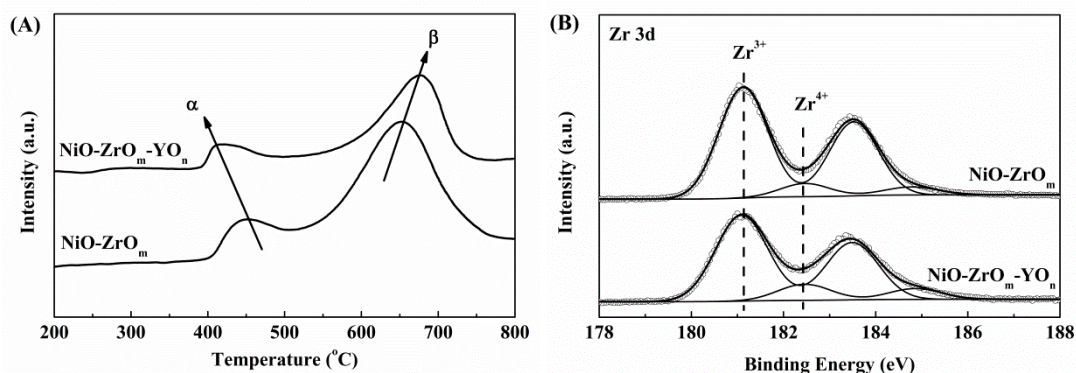 (A)
α
β
NiO-ZrOₘ-YOₙ
NiO-ZrOₘ
Intensity (a.u.)
200 300 400 500 600 700 800
Temperature (°C)
(B)
Zr 3d
Zr³⁺
Zr⁴⁺
NiO-ZrOₘ
NiO-ZrOₘ-YOₙ
Intensity (a.u.)
178 180 182 184 186 188
Binding Energy (eV)